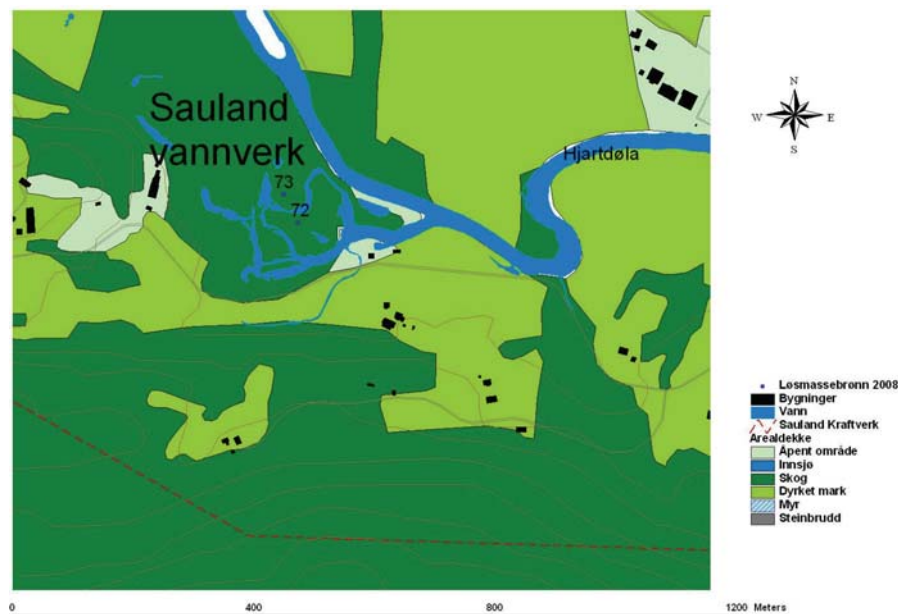 Sauland
vannverk
73
72
Hjartdøla
N
W E
S
Løsmassebrønn 2008
Bygninger
Vann
Sauland Kraftverk
Arealdekke
Åpent område
Innsjø
Skog
Dyrket mark
Myr
Steinbrudd
0 400 800 1200 Meters